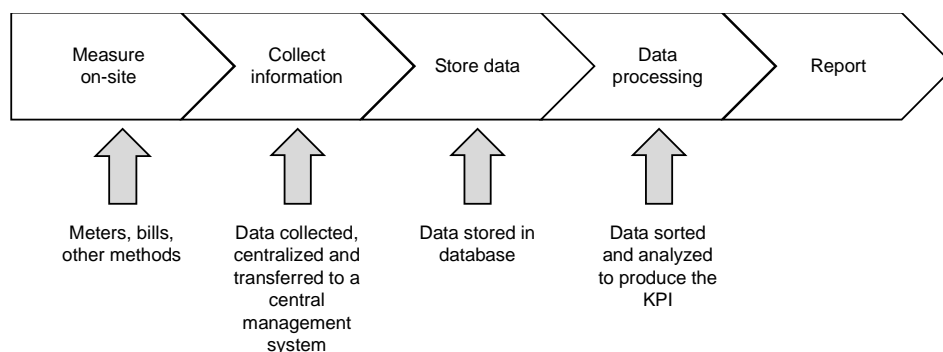 Measure
on-site
Collect
information
Store data
Data
processing
Report
Meters, bills,
other methods
Data collected,
centralized and
transferred to a
central
management
system
Data stored in
database
Data sorted
and analyzed
to produce the
KPI